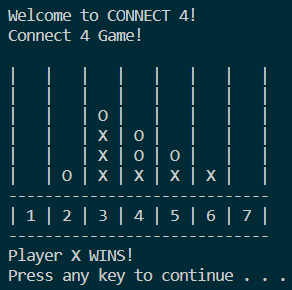 Welcome to CONNECT 4!
Connect 4 Game!
|   |   |   |   |   |   |   |
|   |   |   |   |   |   |   |
|   |   | O |   |   |   |   |
|   |   | X | O |   |   |   |
|   |   | X | O | O |   |   |
|   | O | X | X | X | X |   |
-----------------------------
| 1 | 2 | 3 | 4 | 5 | 6 | 7 |
-----------------------------
Player X WINS!
Press any key to continue . . .